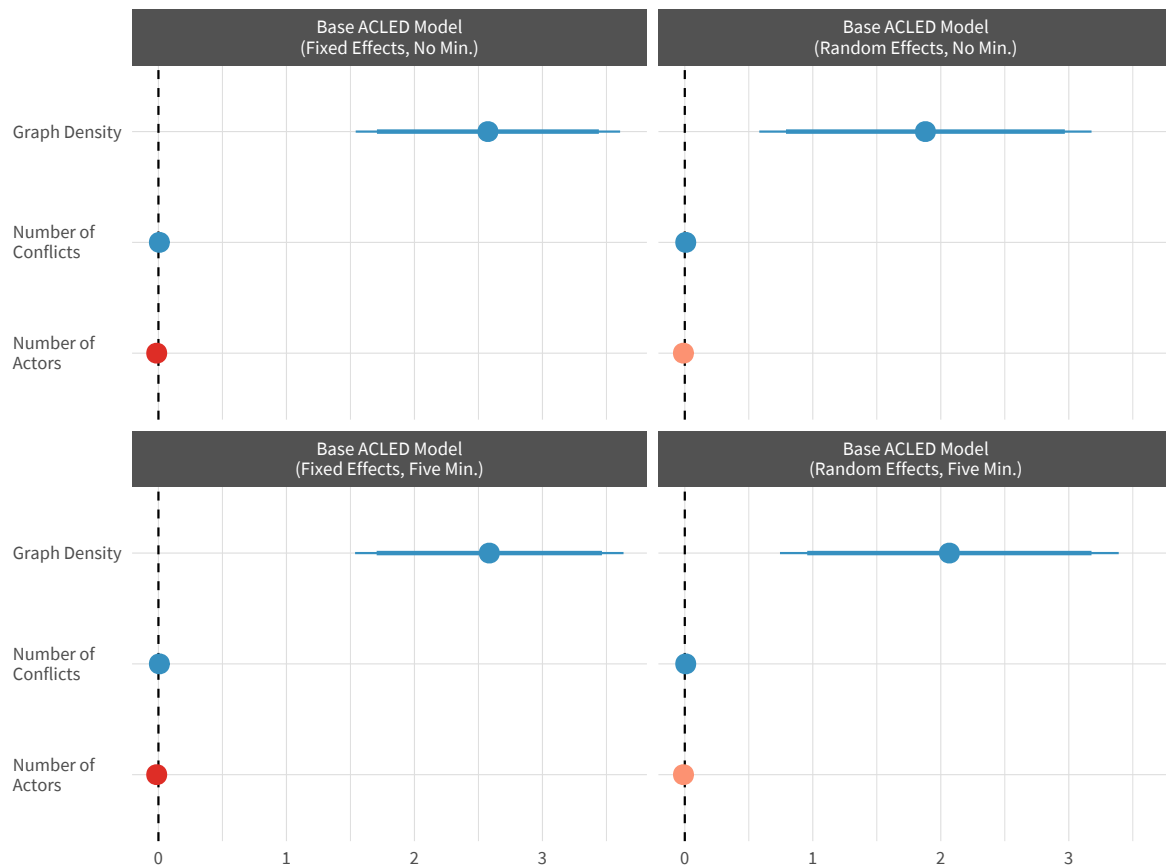 Base ACLED Model
(Fixed Effects, No Min.)
Base ACLED Model
(Random Effects, No Min.)
Graph Density
Number of
Conflicts
Number of
Actors
Base ACLED Model
(Fixed Effects, Five Min.)
Base ACLED Model
(Random Effects, Five Min.)
Graph Density
Number of
Conflicts
Number of
Actors
0 1 2 3
0 1 2 3